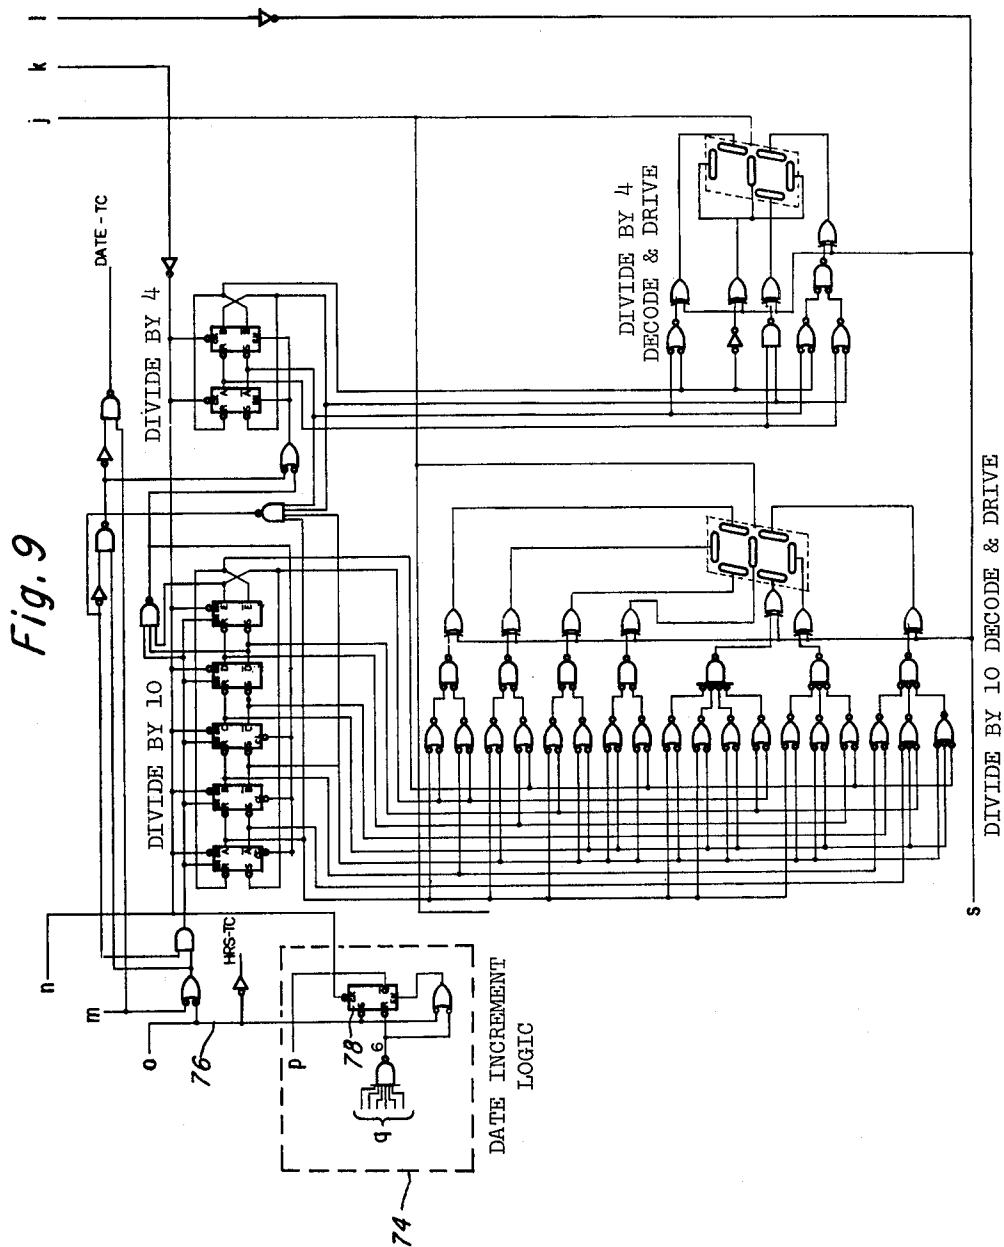 Fig. 9
l
k
j
DATE-TC
DIVIDE BY 4
DIVIDE BY 4
DECODE & DRIVE
DIVIDE BY 10
DIVIDE BY 10 DECODE & DRIVE
n
m
o
76
HRS-TC
p
78
6
q
DATE INCREMENT
LOGIC
74
s